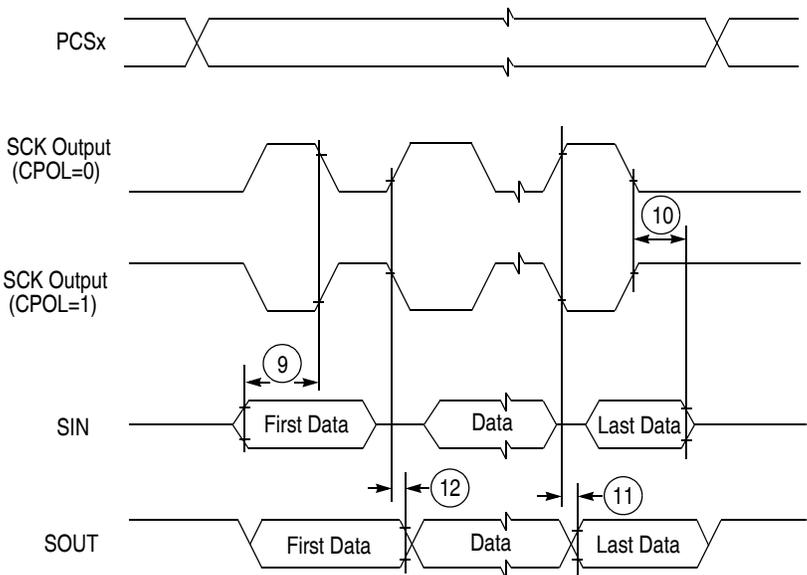 PCSx
SCK Output
(CPOL=0)
10
SCK Output
(CPOL=1)
9
SIN
First Data
Data
Last Data
12
11
SOUT
First Data
Data
Last Data